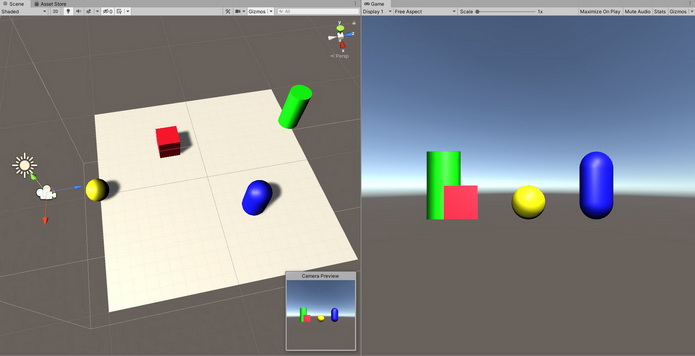 Scene Asset Store
Shaded 2D 0 Gizmos All
y
x
z
Persp
Camera Preview
Game
Display 1 Free Aspect Scale 1x Maximize On Play Mute Audio Stats Gizmos